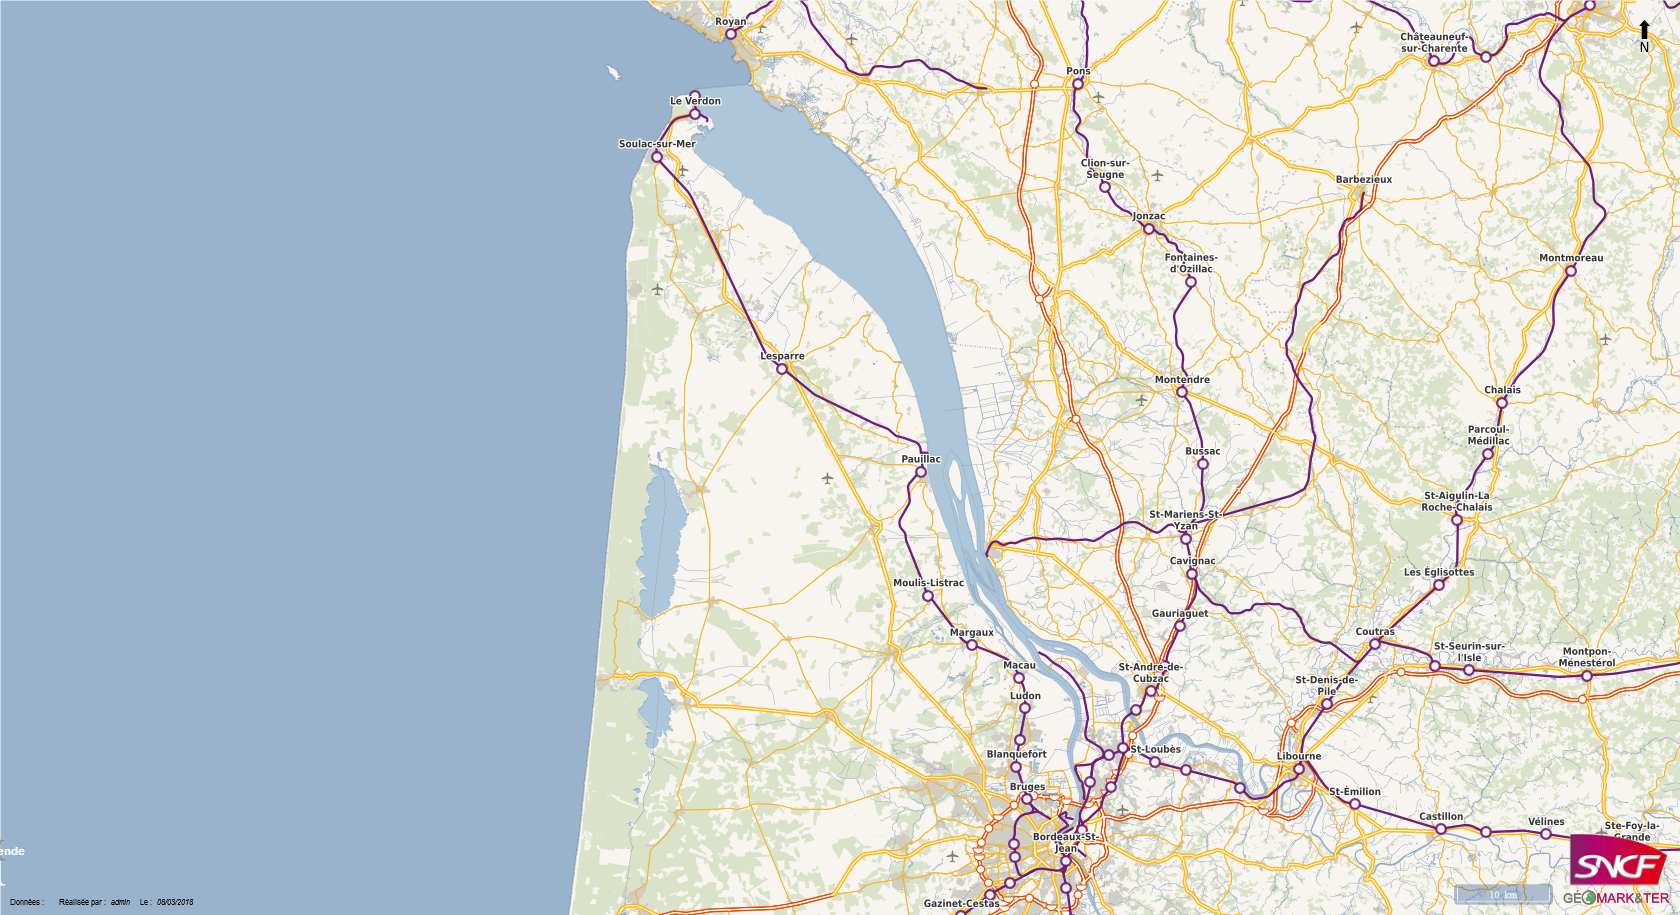 Royan
Châteauneuf-
sur-Charente
N
Pons
Le Verdon
Soulac-sur-Mer
Clion-sur-
Seugne
Barbezieux
Jonzac
Fontaines-
d'Ozillac
Montmoreau
Lesparre
Montendre
Chalais
Parcoul-
Médillac
Pauillac
Bussac
St-Aigulin-La
Roche-Chalais
St-Mariens-St-
Yzan
Cavignac
Les Églisottes
Moulis-Listrac
Gauriaguet
Margaux
Coutras
St-Seurin-sur-
l'Isle
Montpon-
Ménestérol
Macau
St-André-de-
Cubzac
St-Denis-de-
Pile
Ludon
Blanquefort
St-Loubès
Libourne
Bruges
St-Émilion
Castillon
Vélines
Ste-Foy-la-
Grande
Bordeaux-St-
Jean
ende
SNCF
10 km
GEOMARK&TER
Données : Réalisée par : admin Le : 08/03/2018
Gazinet-Cestas